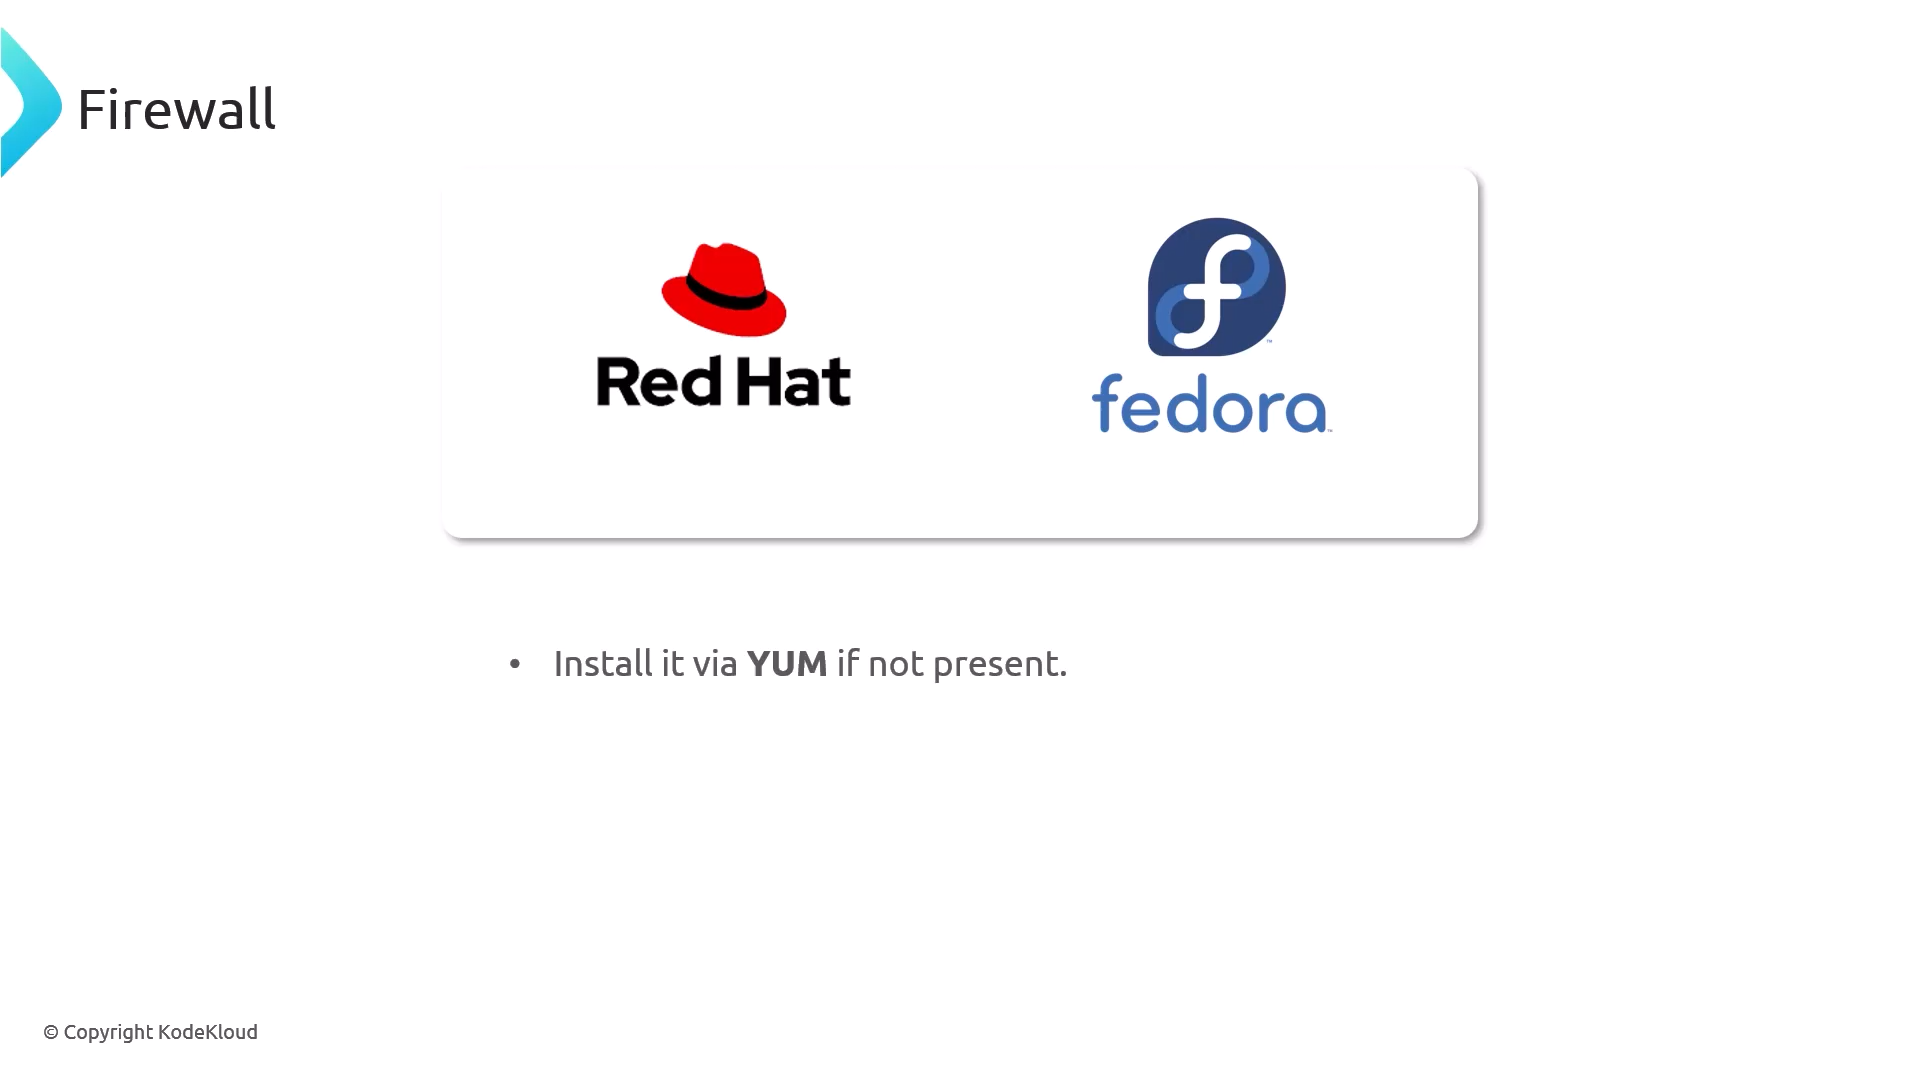 Firewall
Red Hat
fedora
• Install it via YUM if not present.
© Copyright KodeKloud